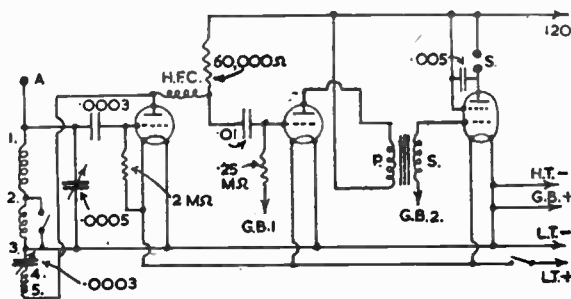 A
1.
2.
3.
4.
5.
.0003
.0005
.0003
2 MΩ
H.F.C.
60,000Ω
.01
.25
MΩ
G.B.1
P.
S.
G.B.2.
.005
S.
120
H.T.-
G.B.+
L.T.-
L.T.+